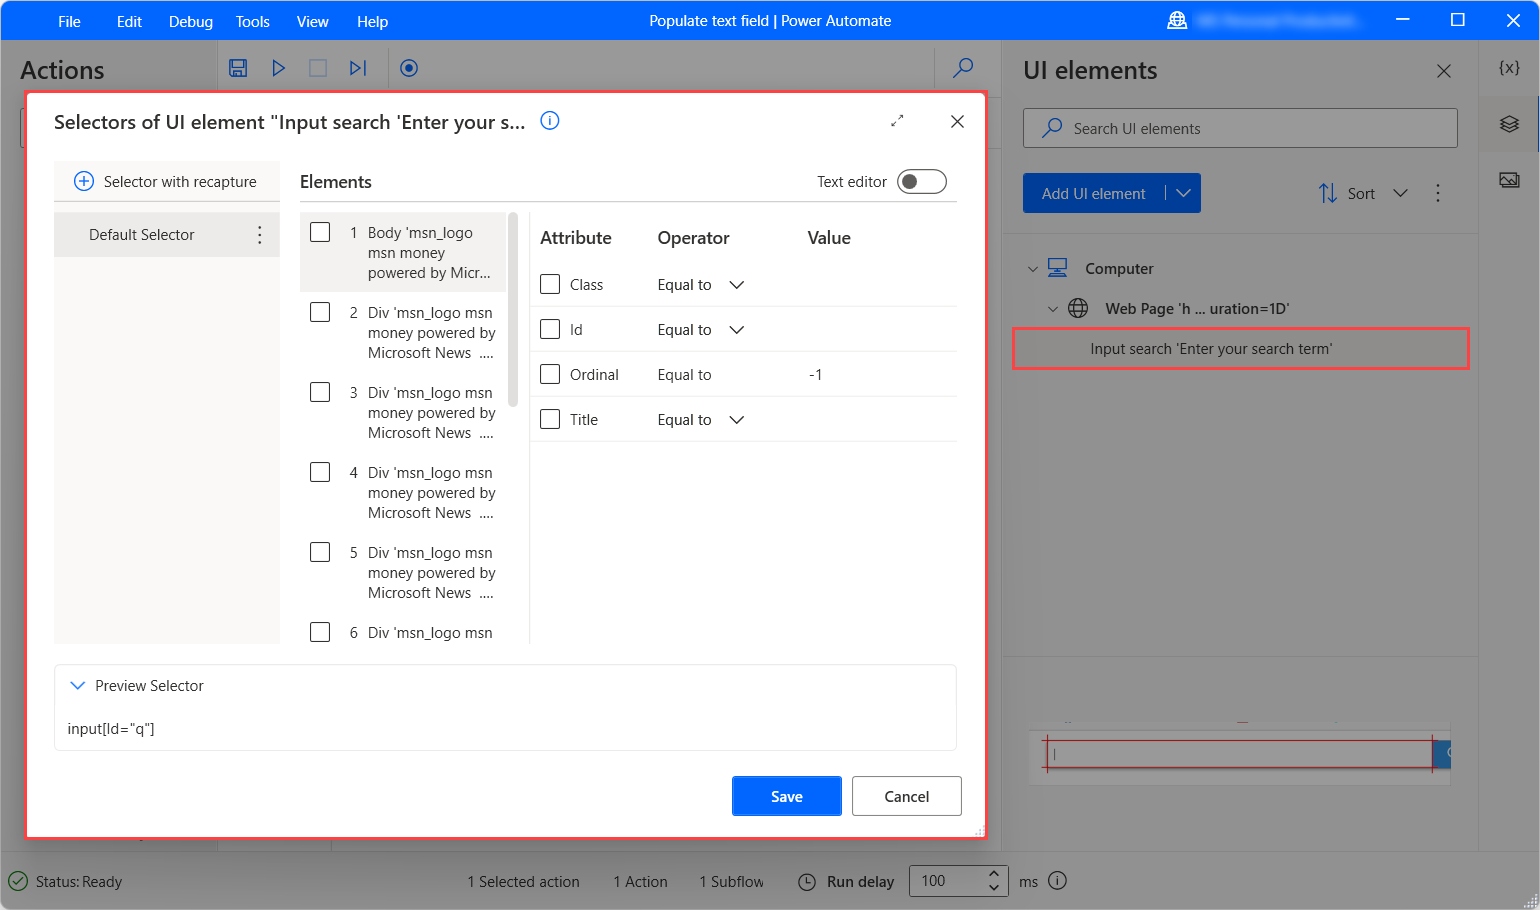 File Edit Debug Tools View Help Populate text field | Power Automate
Actions
UI elements
{x}
Selectors of UI element "Input search 'Enter your s...
Search UI elements
Selector with recapture
Elements
Text editor
Add UI element
Sort
Default Selector
1 Body 'msn_logo
msn money
powered by Micr...
2 Div 'msn_logo msn
money powered by
Microsoft News ....
3 Div 'msn_logo msn
money powered by
Microsoft News ....
4 Div 'msn_logo msn
money powered by
Microsoft News ....
5 Div 'msn_logo msn
money powered by
Microsoft News ....
6 Div 'msn_logo msn
Attribute Operator Value
Class Equal to
Id Equal to
Ordinal Equal to -1
Title Equal to
Computer
Web Page 'h ... uration=1D'
Input search 'Enter your search term'
Preview Selector
input[Id="q"]
Save Cancel
Status: Ready 1 Selected action 1 Action 1 Subflow Run delay 100 ms